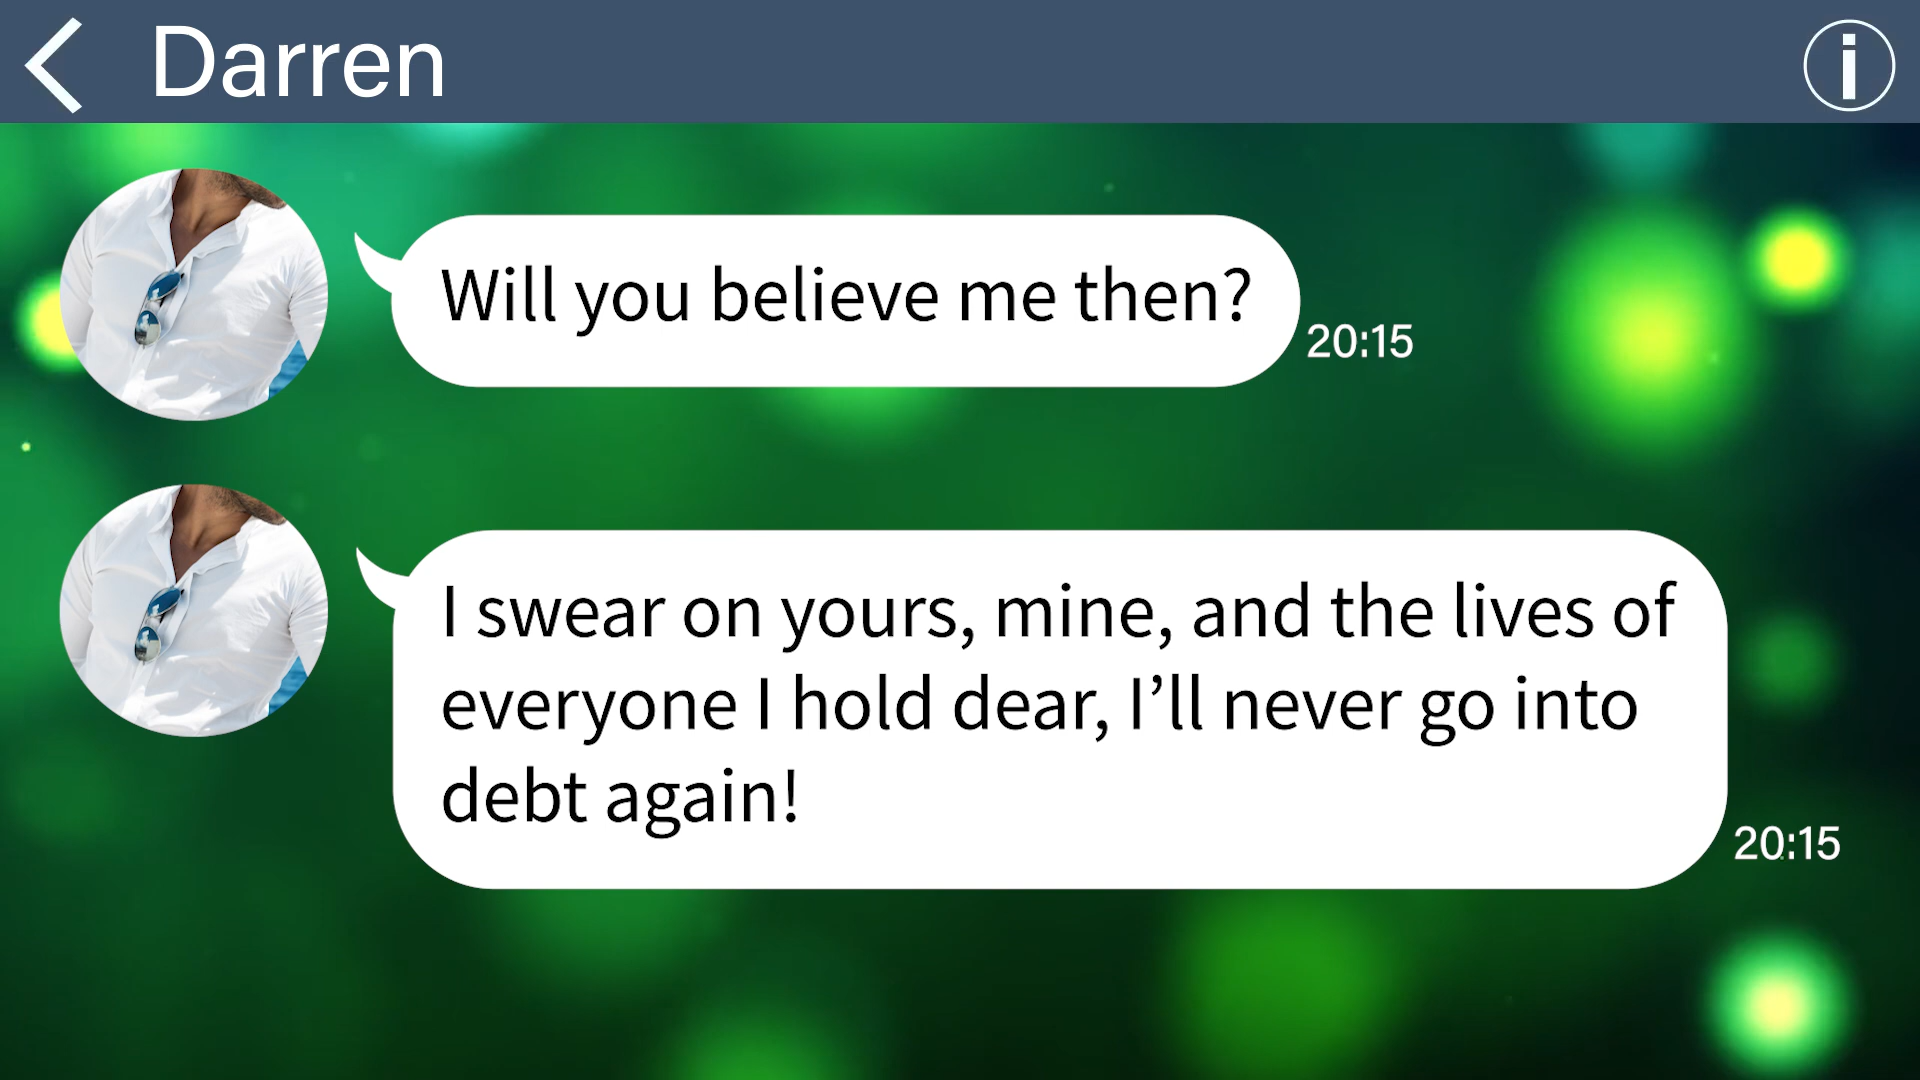 Darren
Will you believe me then?
20:15
I swear on yours, mine, and the lives of
everyone I hold dear, I’ll never go into
debt again!
20:15